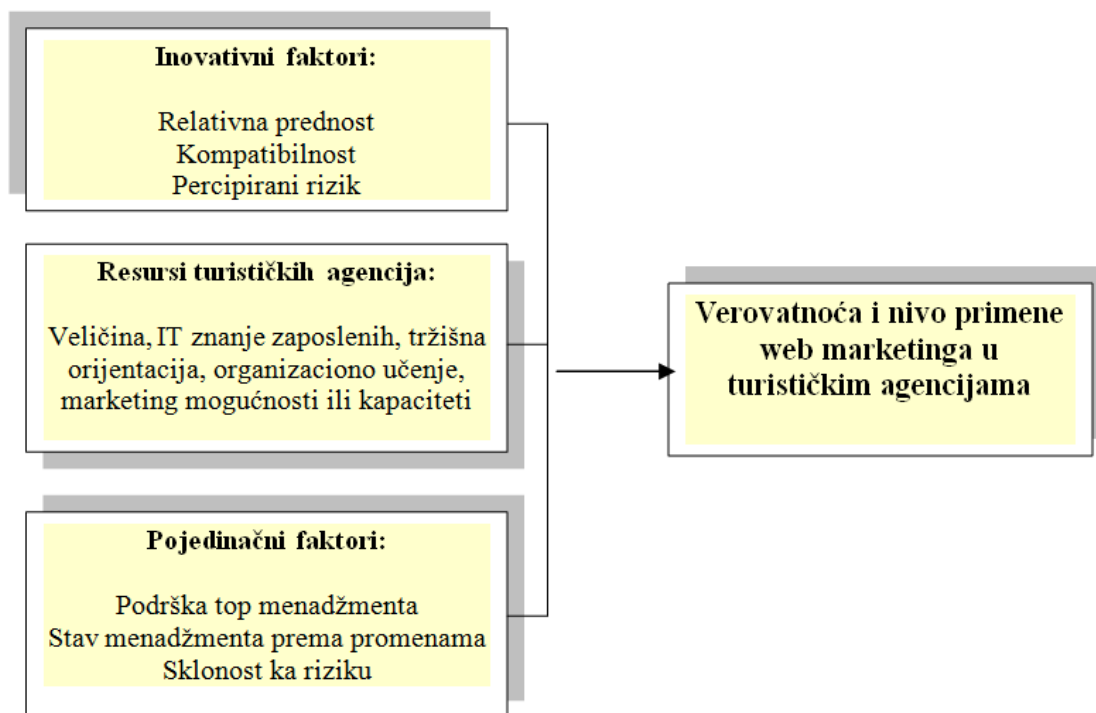 Inovativni faktori:
Relativna prednost
Kompatibilnost
Percipirani rizik
Resursi turističkih agencija:
Veličina, IT znanje zaposlenih, tržišna
orijentacija, organizaciono učenje,
marketing mogućnosti ili kapaciteti
Pojedinačni faktori:
Podrška top menadžmenta
Stav menadžmenta prema promenama
Sklonost ka riziku
Verovatnoća i nivo primene
web marketinga u
turističkim agencijama